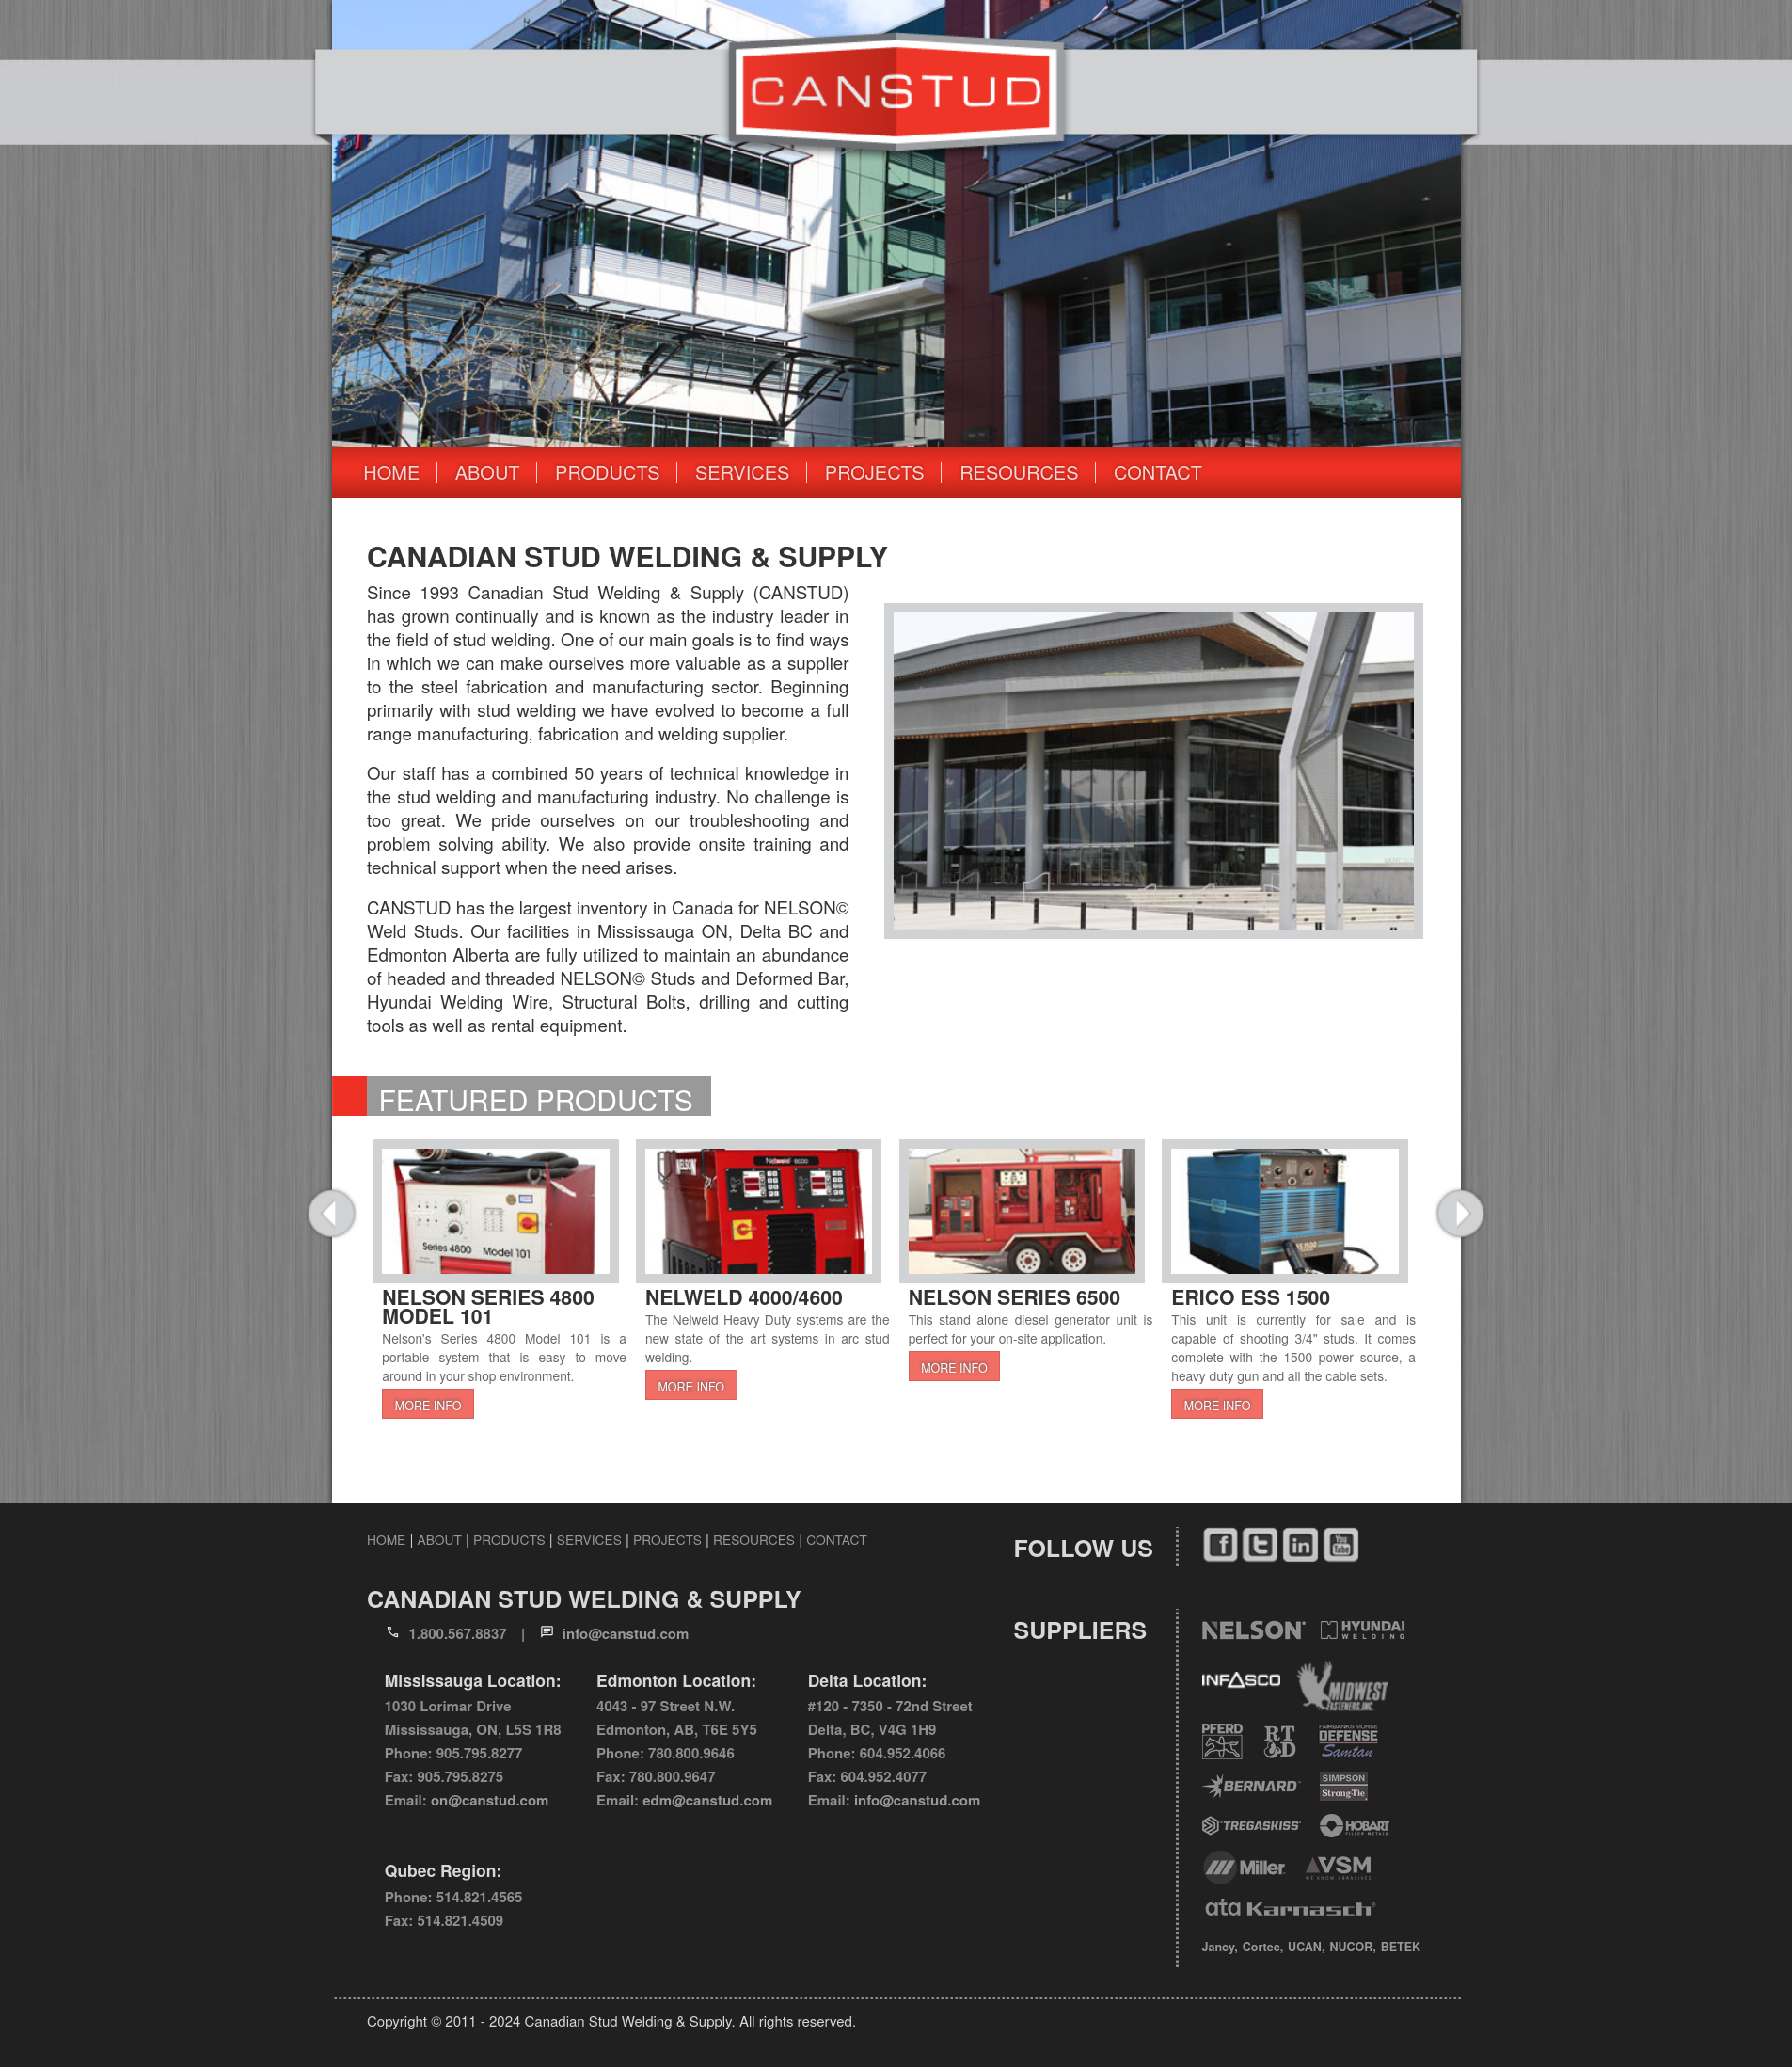 CANSTUD
HOME
ABOUT
PRODUCTS
SERVICES
PROJECTS
RESOURCES
CONTACT
CANADIAN STUD WELDING & SUPPLY
Since 1993 Canadian Stud Welding & Supply (CANSTUD)
has grown continually and is known as the industry leader in
the field of stud welding. One of our main goals is to find ways
in which we can make ourselves more valuable as a supplier
to the steel fabrication and manufacturing sector. Beginning
primarily with stud welding we have evolved to become a full
range manufacturing, fabrication and welding supplier.
Our staff has a combined 50 years of technical knowledge in
the stud welding and manufacturing industry. No challenge is
too great. We pride ourselves on our troubleshooting and
problem solving ability. We also provide onsite training and
technical support when the need arises.
CANSTUD has the largest inventory in Canada for NELSON©
Weld Studs. Our facilities in Mississauga ON, Delta BC and
Edmonton Alberta are fully utilized to maintain an abundance
of headed and threaded NELSON© Studs and Deformed Bar,
Hyundai Welding Wire, Structural Bolts, drilling and cutting
tools as well as rental equipment.
FEATURED PRODUCTS
Series 4800 Model 101
NELSON SERIES 4800
MODEL 101
Nelson's Series 4800 Model 101 is a
portable system that is easy to move
around in your shop environment.
MORE INFO
NELSON
Nelweld 6000
NELWELD 4000/4600
The Nelweld Heavy Duty systems are the
new state of the art systems in arc stud
welding.
MORE INFO
NELSON SERIES 6500
This stand alone diesel generator unit is
perfect for your on-site application.
MORE INFO
ERICO ESS 1500
This unit is currently for sale and is
capable of shooting 3/4" studs. It comes
complete with the 1500 power source, a
heavy duty gun and all the cable sets.
MORE INFO
HOME | ABOUT | PRODUCTS | SERVICES | PROJECTS | RESOURCES | CONTACT
CANADIAN STUD WELDING & SUPPLY
1.800.567.8837 | info@canstud.com
Mississauga Location:
1030 Lorimar Drive
Mississauga, ON, L5S 1R8
Phone: 905.795.8277
Fax: 905.795.8275
Email: on@canstud.com
Edmonton Location:
4043 - 97 Street N.W.
Edmonton, AB, T6E 5Y5
Phone: 780.800.9646
Fax: 780.800.9647
Email: edm@canstud.com
Delta Location:
#120 - 7350 - 72nd Street
Delta, BC, V4G 1H9
Phone: 604.952.4066
Fax: 604.952.4077
Email: info@canstud.com
Qubec Region:
Phone: 514.821.4565
Fax: 514.821.4509
FOLLOW US
f t in You Tube
SUPPLIERS
NELSON
HYUNDAI
WELDING
INFASCO
MIDWEST
FASTENERS, INC.
PFERD
RT&D
FAIRBANKS MORSE
DEFENSE
Samtan
BERNARD
SIMPSON
Strong-Tie
TREGASKISS
HOBART
FILLER METALS
Miller
VSM
WE KNOW ABRASIVES
ata Karnasch
Jancy, Cortec, UCAN, NUCOR, BETEK
Copyright © 2011 - 2024 Canadian Stud Welding & Supply. All rights reserved.